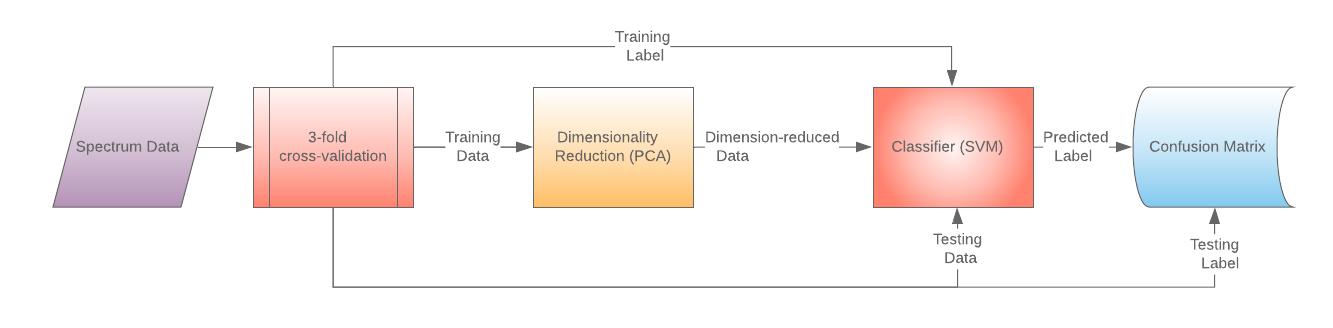 Training
Label
Spectrum Data
3-fold
cross-validation
Training
Data
Dimensionality
Reduction (PCA)
Dimension-reduced
Data
Classifier (SVM)
Predicted
Label
Confusion Matrix
Testing
Data
Testing
Label